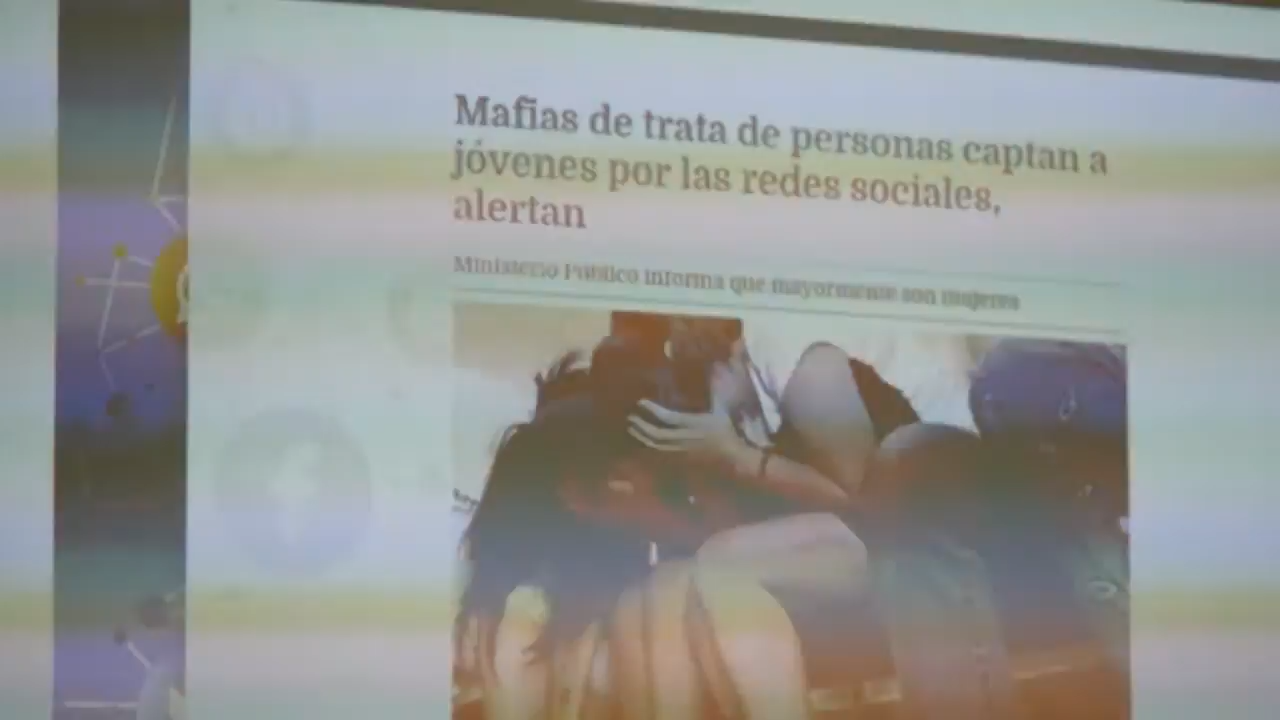 Mafias de trata de personas captan a
jóvenes por las redes sociales,
alertan
Ministerio Público informa que mayormente son mujeres